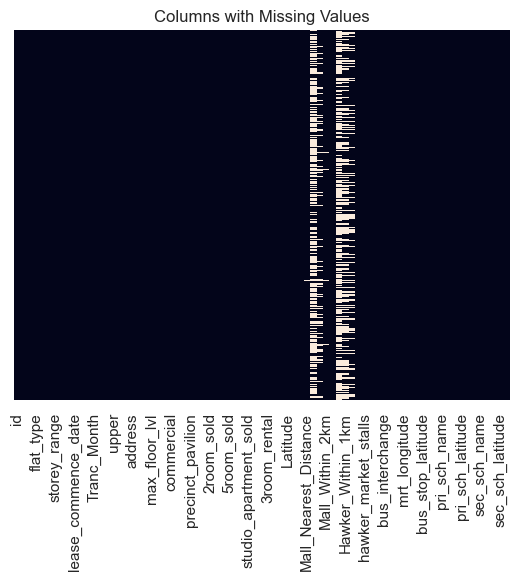 Columns with Missing Values
id
flat_type
storey_range
lease_commence_date
Tranc_Month
upper
address
max_floor_lvl
commercial
precinct_pavilion
2room_sold
5room_sold
studio_apartment_sold
3room_rental
Latitude
Mall_Nearest_Distance
Mall_Within_2km
Hawker_Within_1km
hawker_market_stalls
bus_interchange
mrt_longitude
bus_stop_latitude
pri_sch_name
pri_sch_latitude
sec_sch_name
sec_sch_latitude